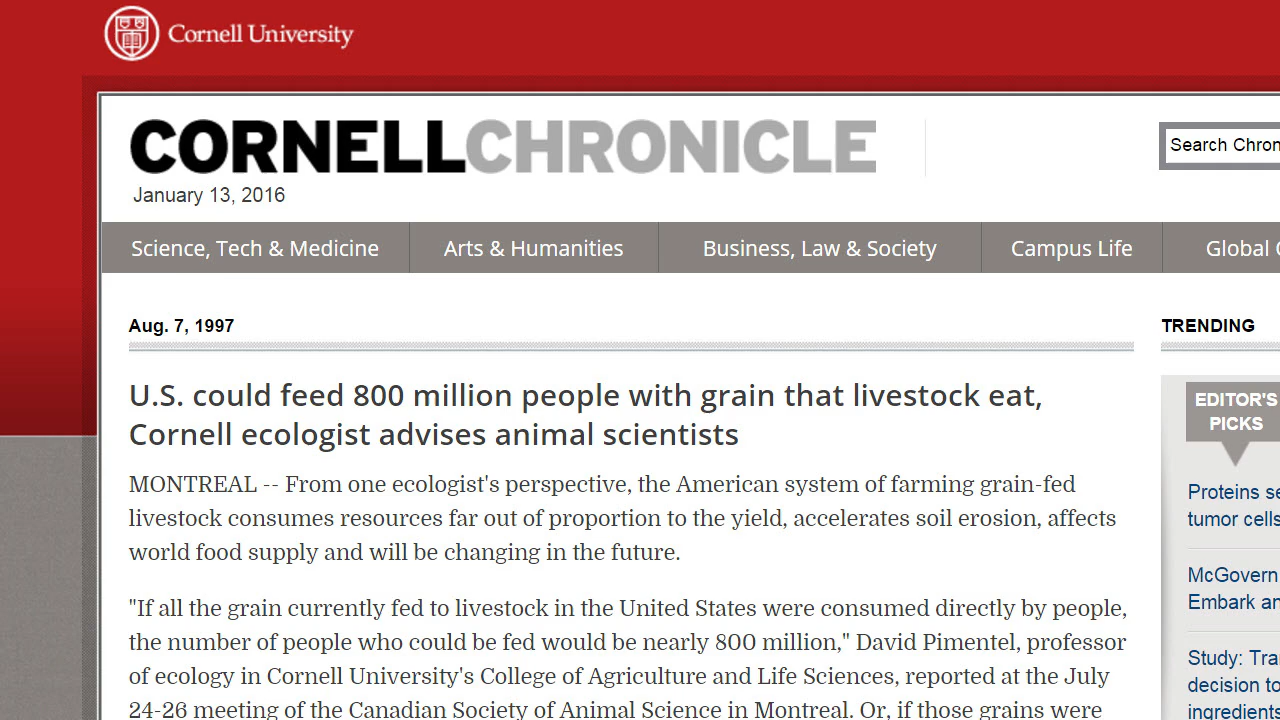 Cornell University
CORNELLCHRONICLE
January 13, 2016
Search Chron
Science, Tech & Medicine
Arts & Humanities
Business, Law & Society
Campus Life
Global
Aug. 7, 1997
U.S. could feed 800 million people with grain that livestock eat,
Cornell ecologist advises animal scientists
MONTREAL -- From one ecologist's perspective, the American system of farming grain-fed
livestock consumes resources far out of proportion to the yield, accelerates soil erosion, affects
world food supply and will be changing in the future.
"If all the grain currently fed to livestock in the United States were consumed directly by people,
the number of people who could be fed would be nearly 800 million," David Pimentel, professor
of ecology in Cornell University's College of Agriculture and Life Sciences, reported at the July
24-26 meeting of the Canadian Society of Animal Science in Montreal. Or, if those grains were
TRENDING
EDITOR'S
PICKS
Proteins se
tumor cells
McGovern
Embark an
Study: Tra
decision to
ingredients